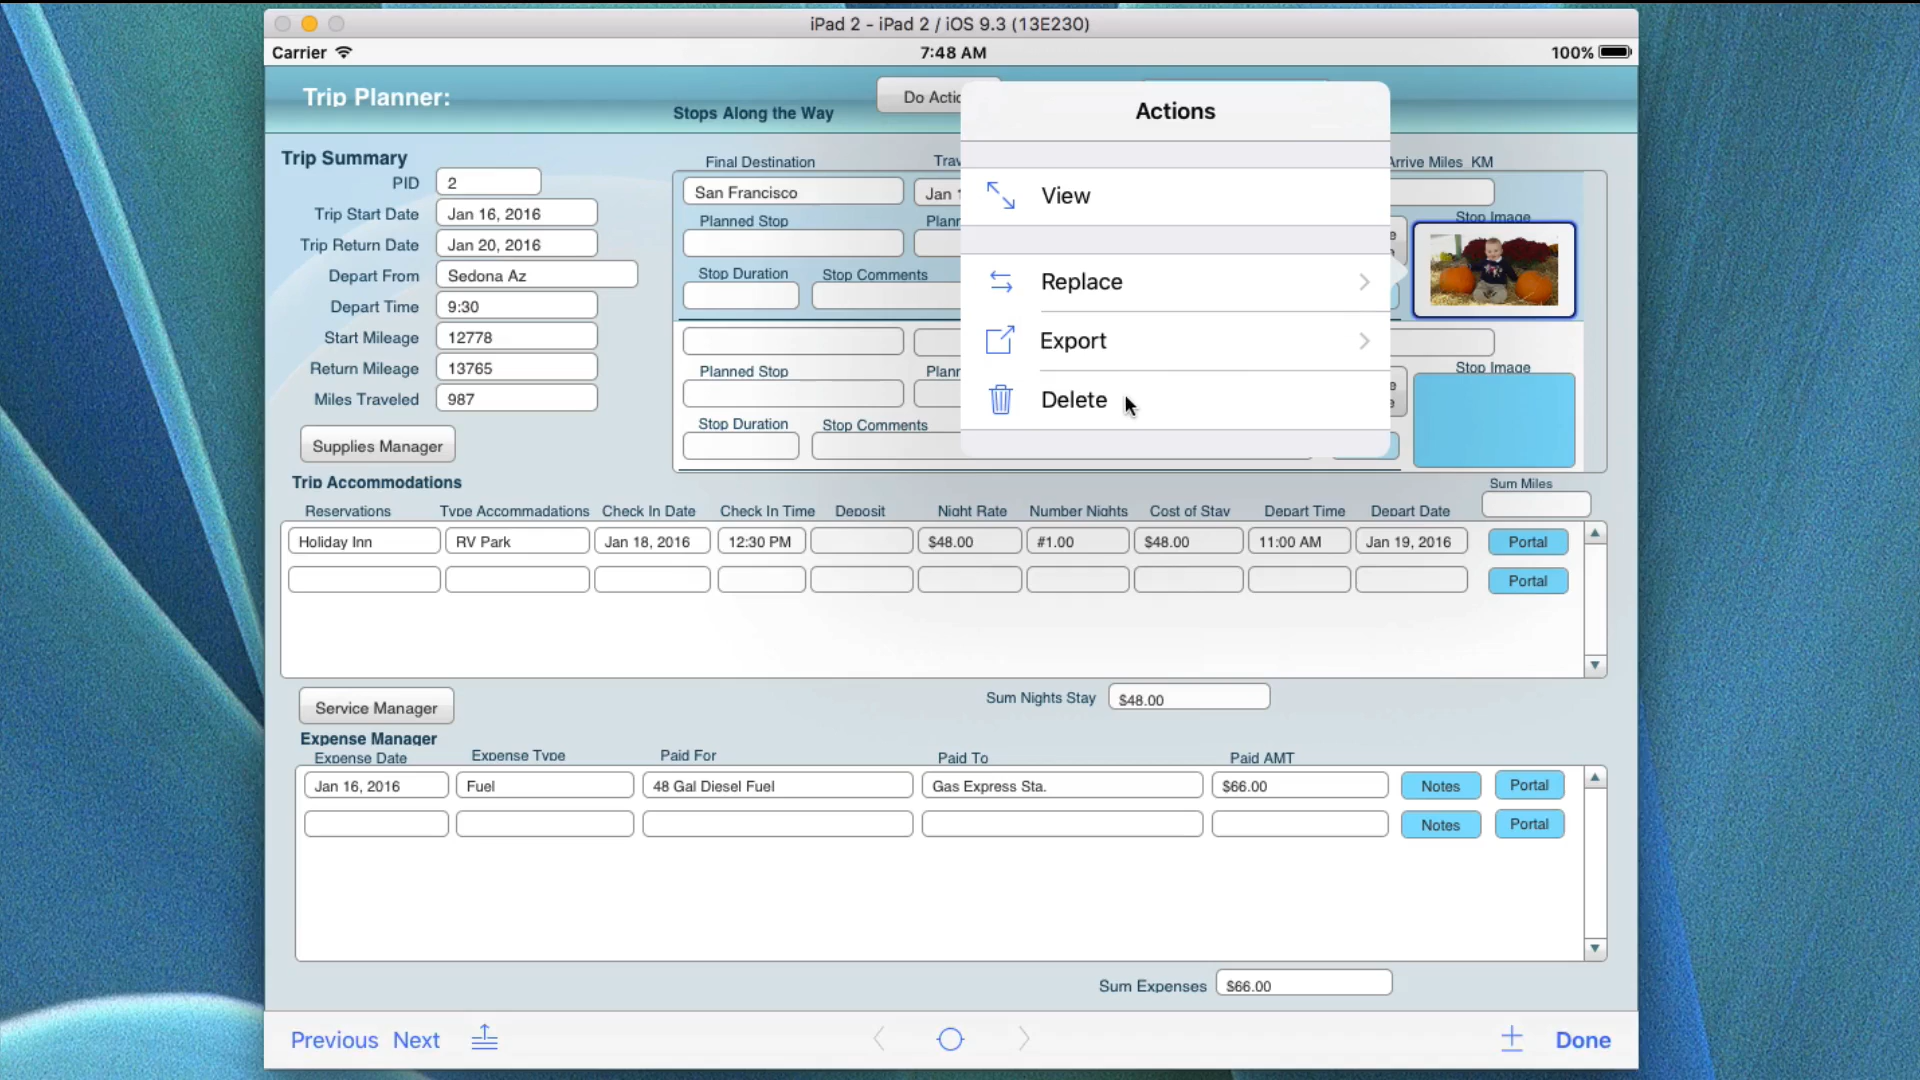 iPad 2 - iPad 2 / iOS 9.3 (13E230)
Carrier 7:48 AM 100%
Trip Planner:
Do Actio
Stops Along the Way
Actions
View
Replace
Export
Delete
Trip Summary
PID 2
Trip Start Date Jan 16, 2016
Trip Return Date Jan 20, 2016
Depart From Sedona Az
Depart Time 9:30
Start Mileage 12778
Return Mileage 13765
Miles Traveled 987
Supplies Manager
Final Destination Arrive Miles KM
San Francisco Jan 1
Planned Stop Stop Image
Stop Duration Stop Comments
Planned Stop Stop Image
Stop Duration Stop Comments
Trip Accommodations Sum Miles
Reservations Type Accommadations Check In Date Check In Time Deposit Night Rate Number Nights Cost of Stay Depart Time Depart Date
Holiday Inn RV Park Jan 18, 2016 12:30 PM $48.00 #1.00 $48.00 11:00 AM Jan 19, 2016 Portal
Portal
Sum Nights Stay $48.00
Service Manager
Expense Manager
Expense Date Expense Type Paid For Paid To Paid AMT
Jan 16, 2016 Fuel 48 Gal Diesel Fuel Gas Express Sta. $66.00 Notes Portal
Notes Portal
Sum Expenses $66.00
Previous Next Done